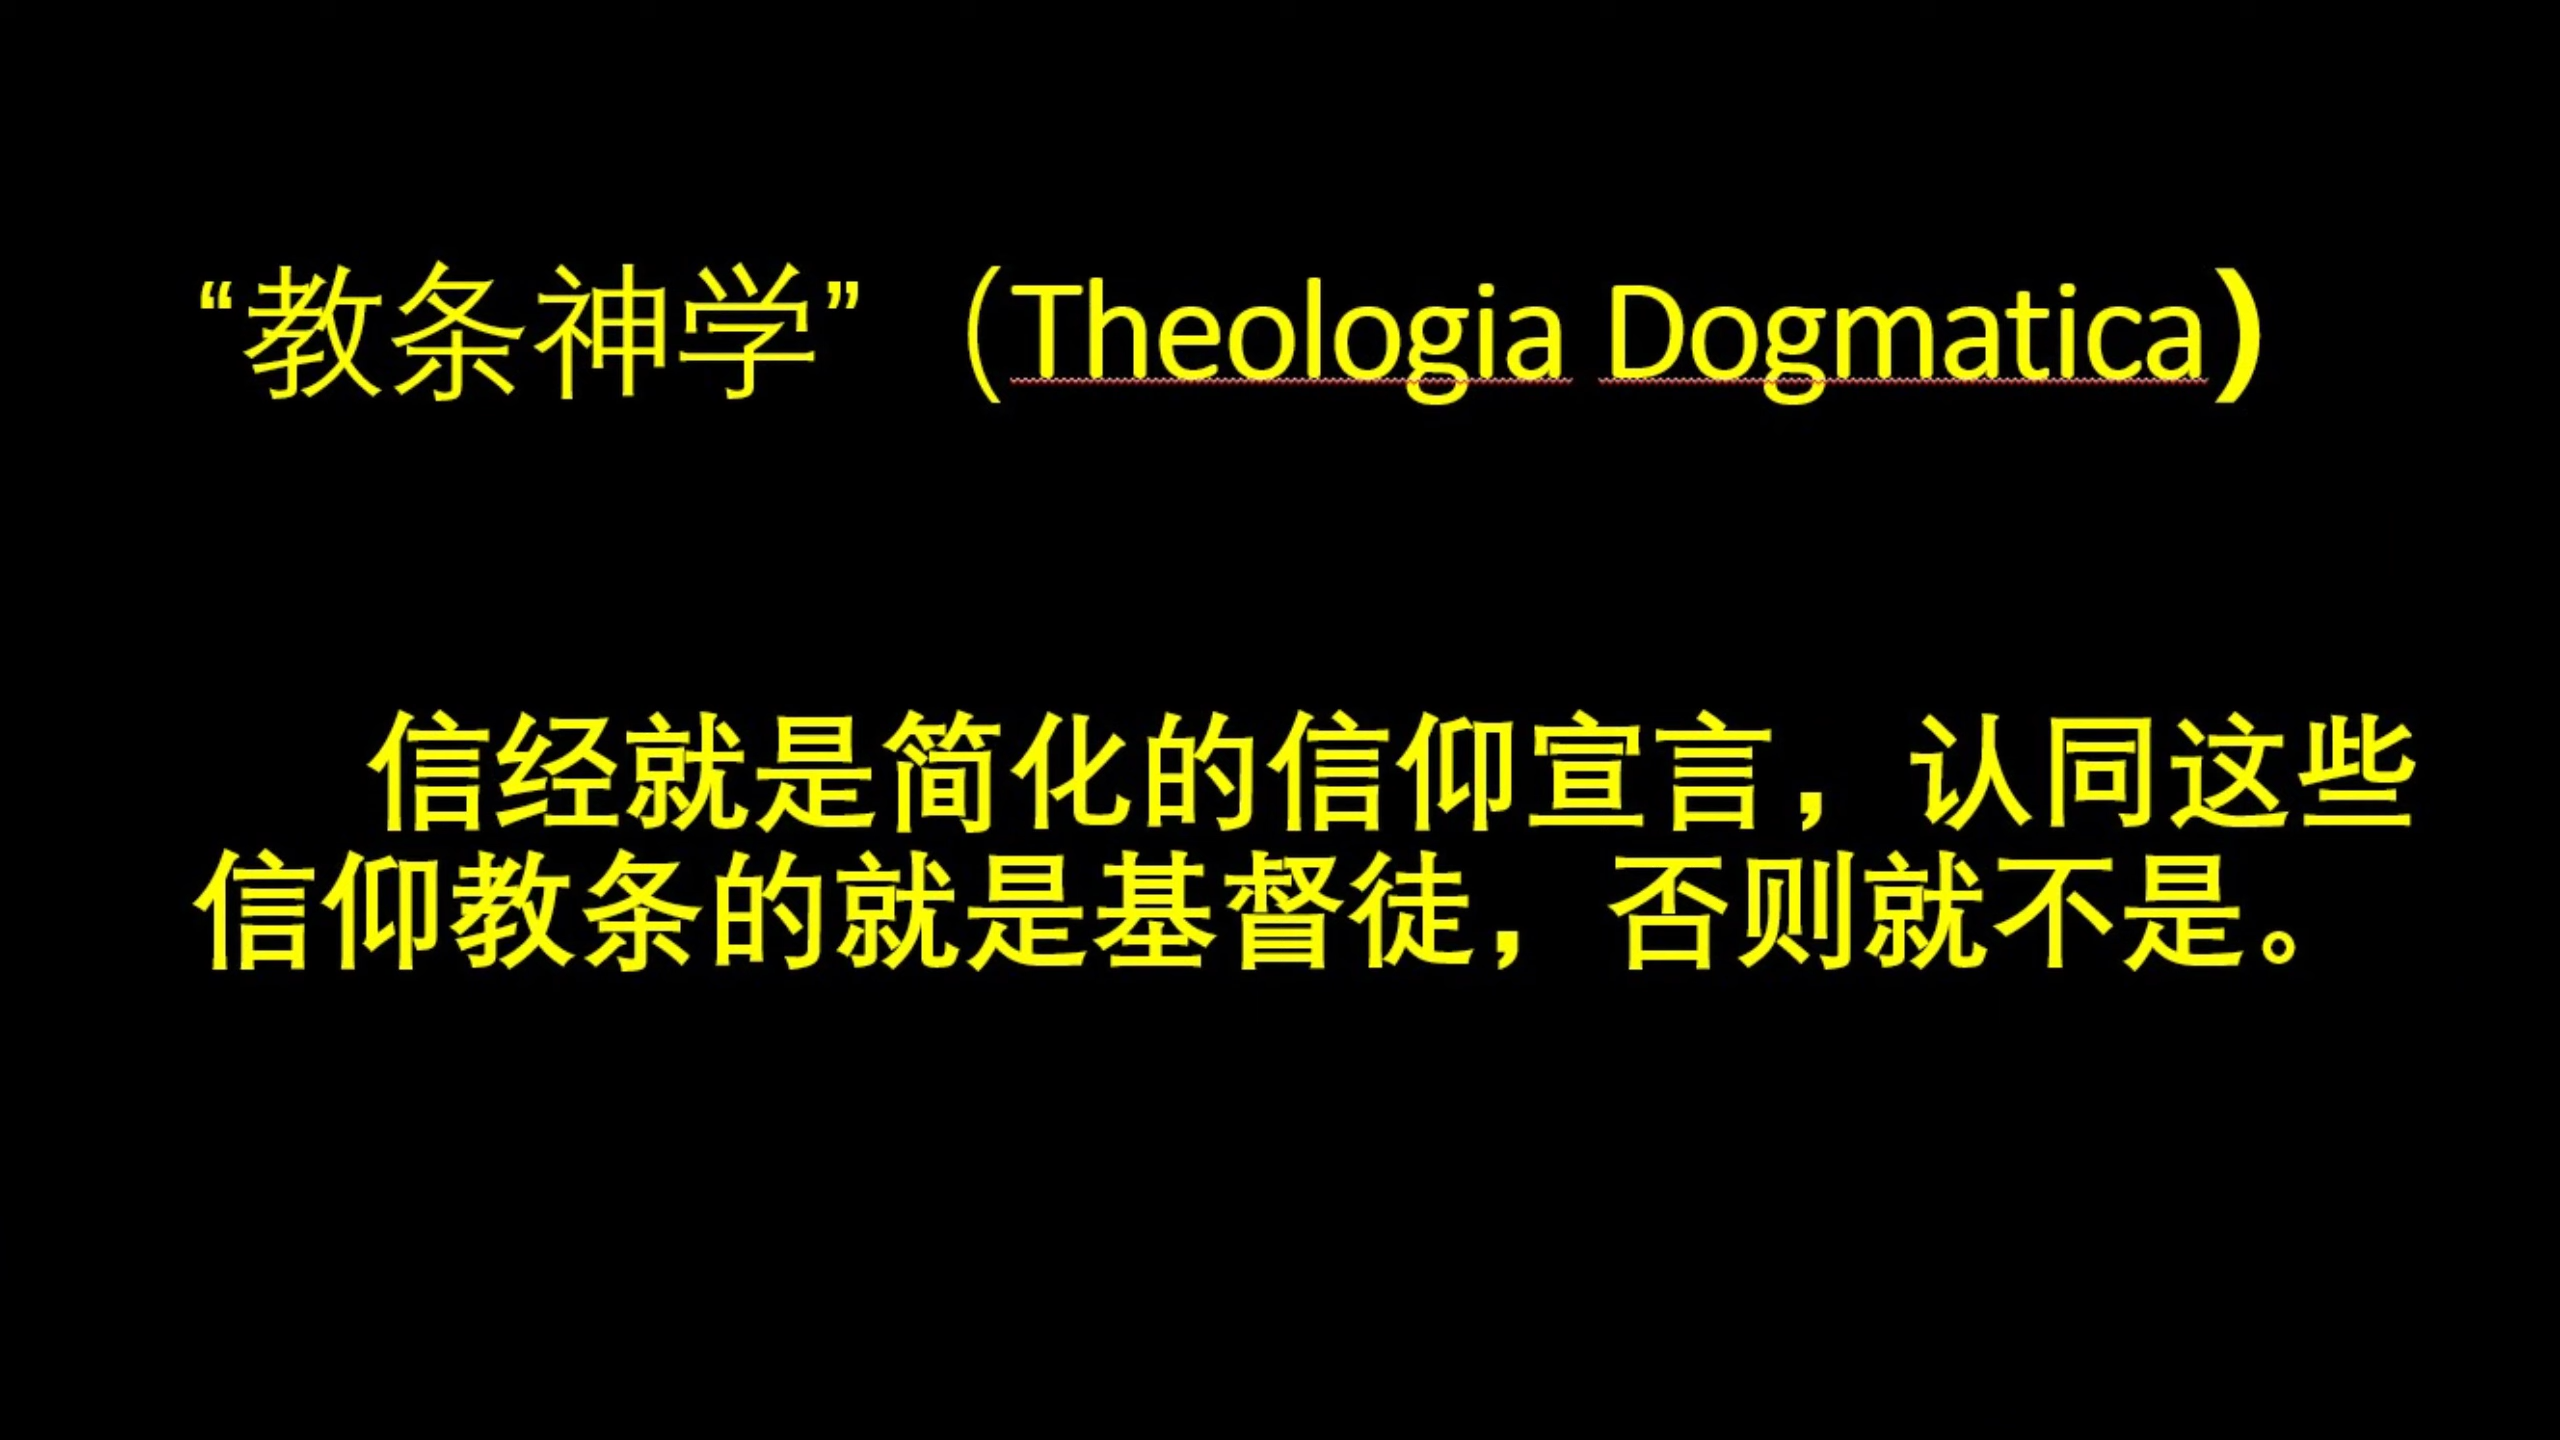 “教条神学”（Theologia Dogmatica)
信经就是简化的信仰宣言，认同这些
信仰教条的就是基督徒，否则就不是。